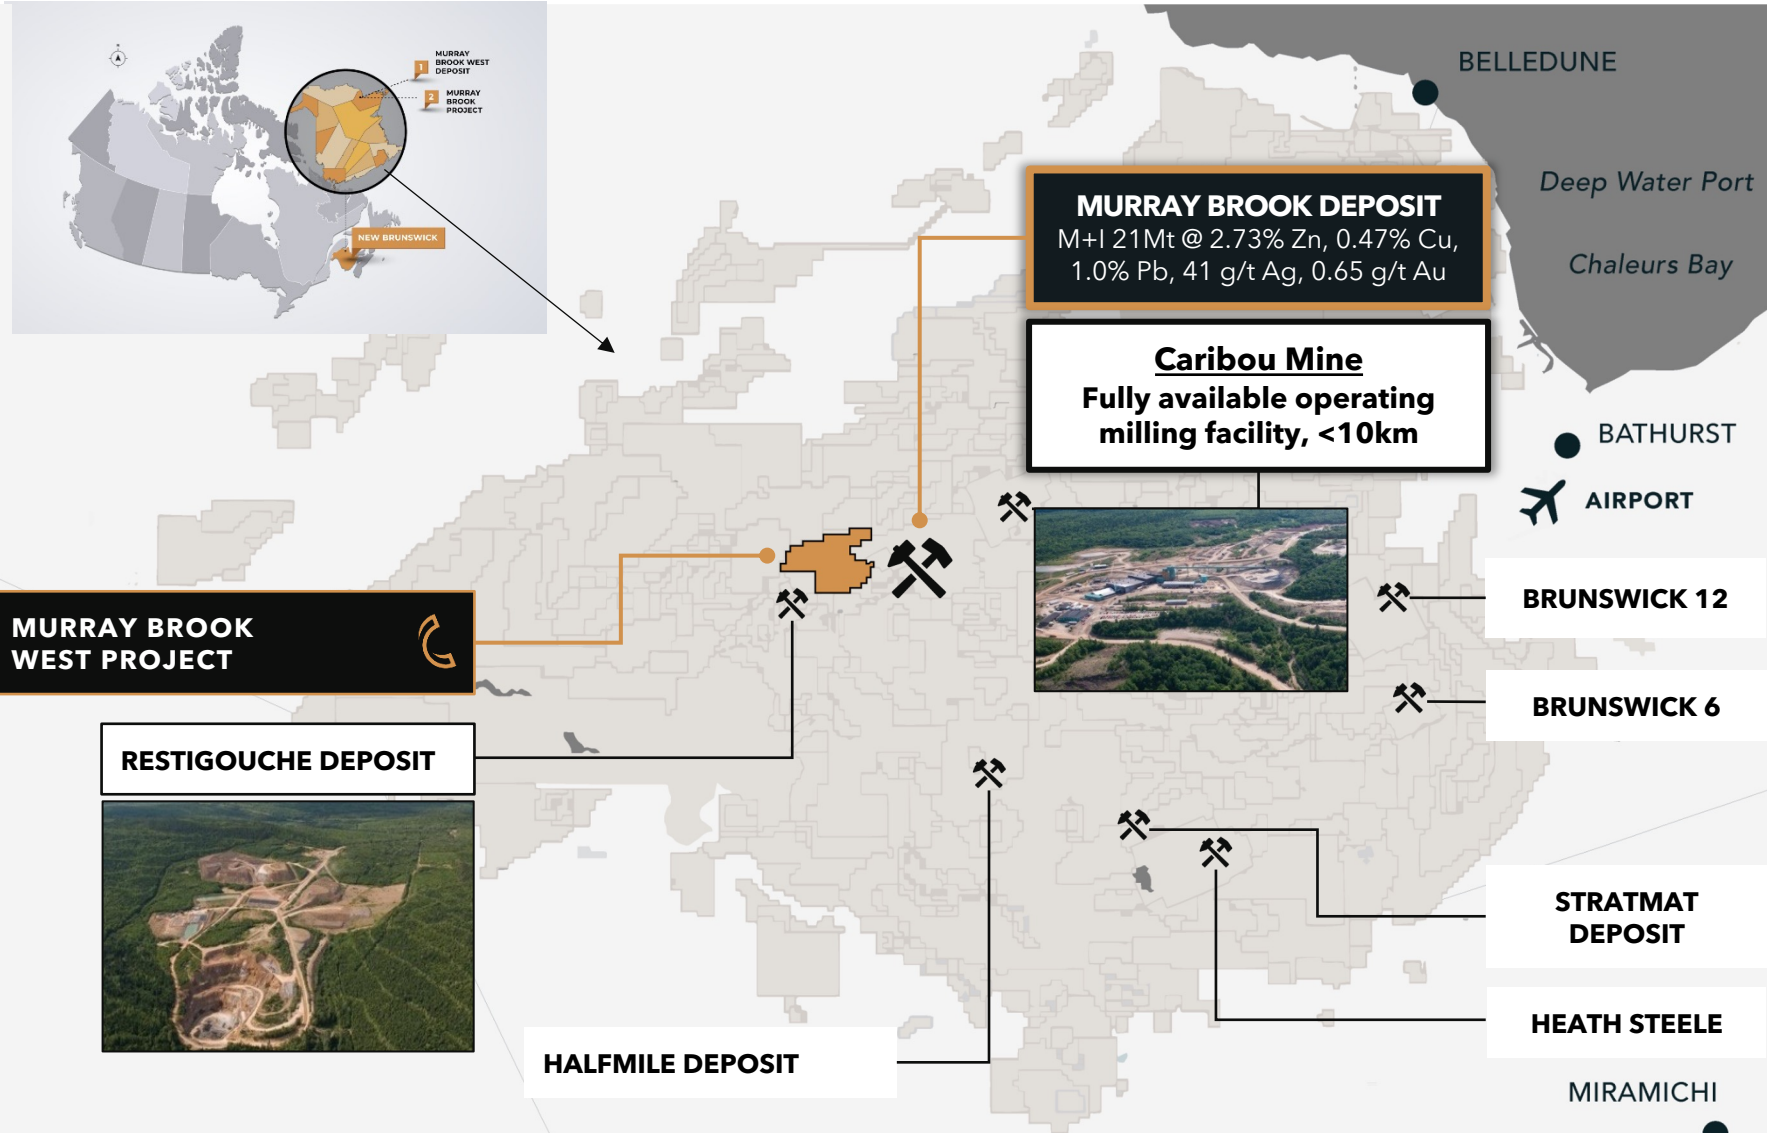 1
MURRAY
BROOK WEST
DEPOSIT
2
MURRAY
BROOK
PROJECT
NEW BRUNSWICK
BELLEDUNE
Deep Water Port
Chaleurs Bay
MURRAY BROOK DEPOSIT
M+I 21Mt @ 2.73% Zn, 0.47% Cu,
1.0% Pb, 41 g/t Ag, 0.65 g/t Au
Caribou Mine
Fully available operating
milling facility, <10km
BATHURST
AIRPORT
BRUNSWICK 12
MURRAY BROOK
WEST PROJECT
BRUNSWICK 6
RESTIGOUCHE DEPOSIT
STRATMAT
DEPOSIT
HEATH STEELE
HALFMILE DEPOSIT
MIRAMICHI